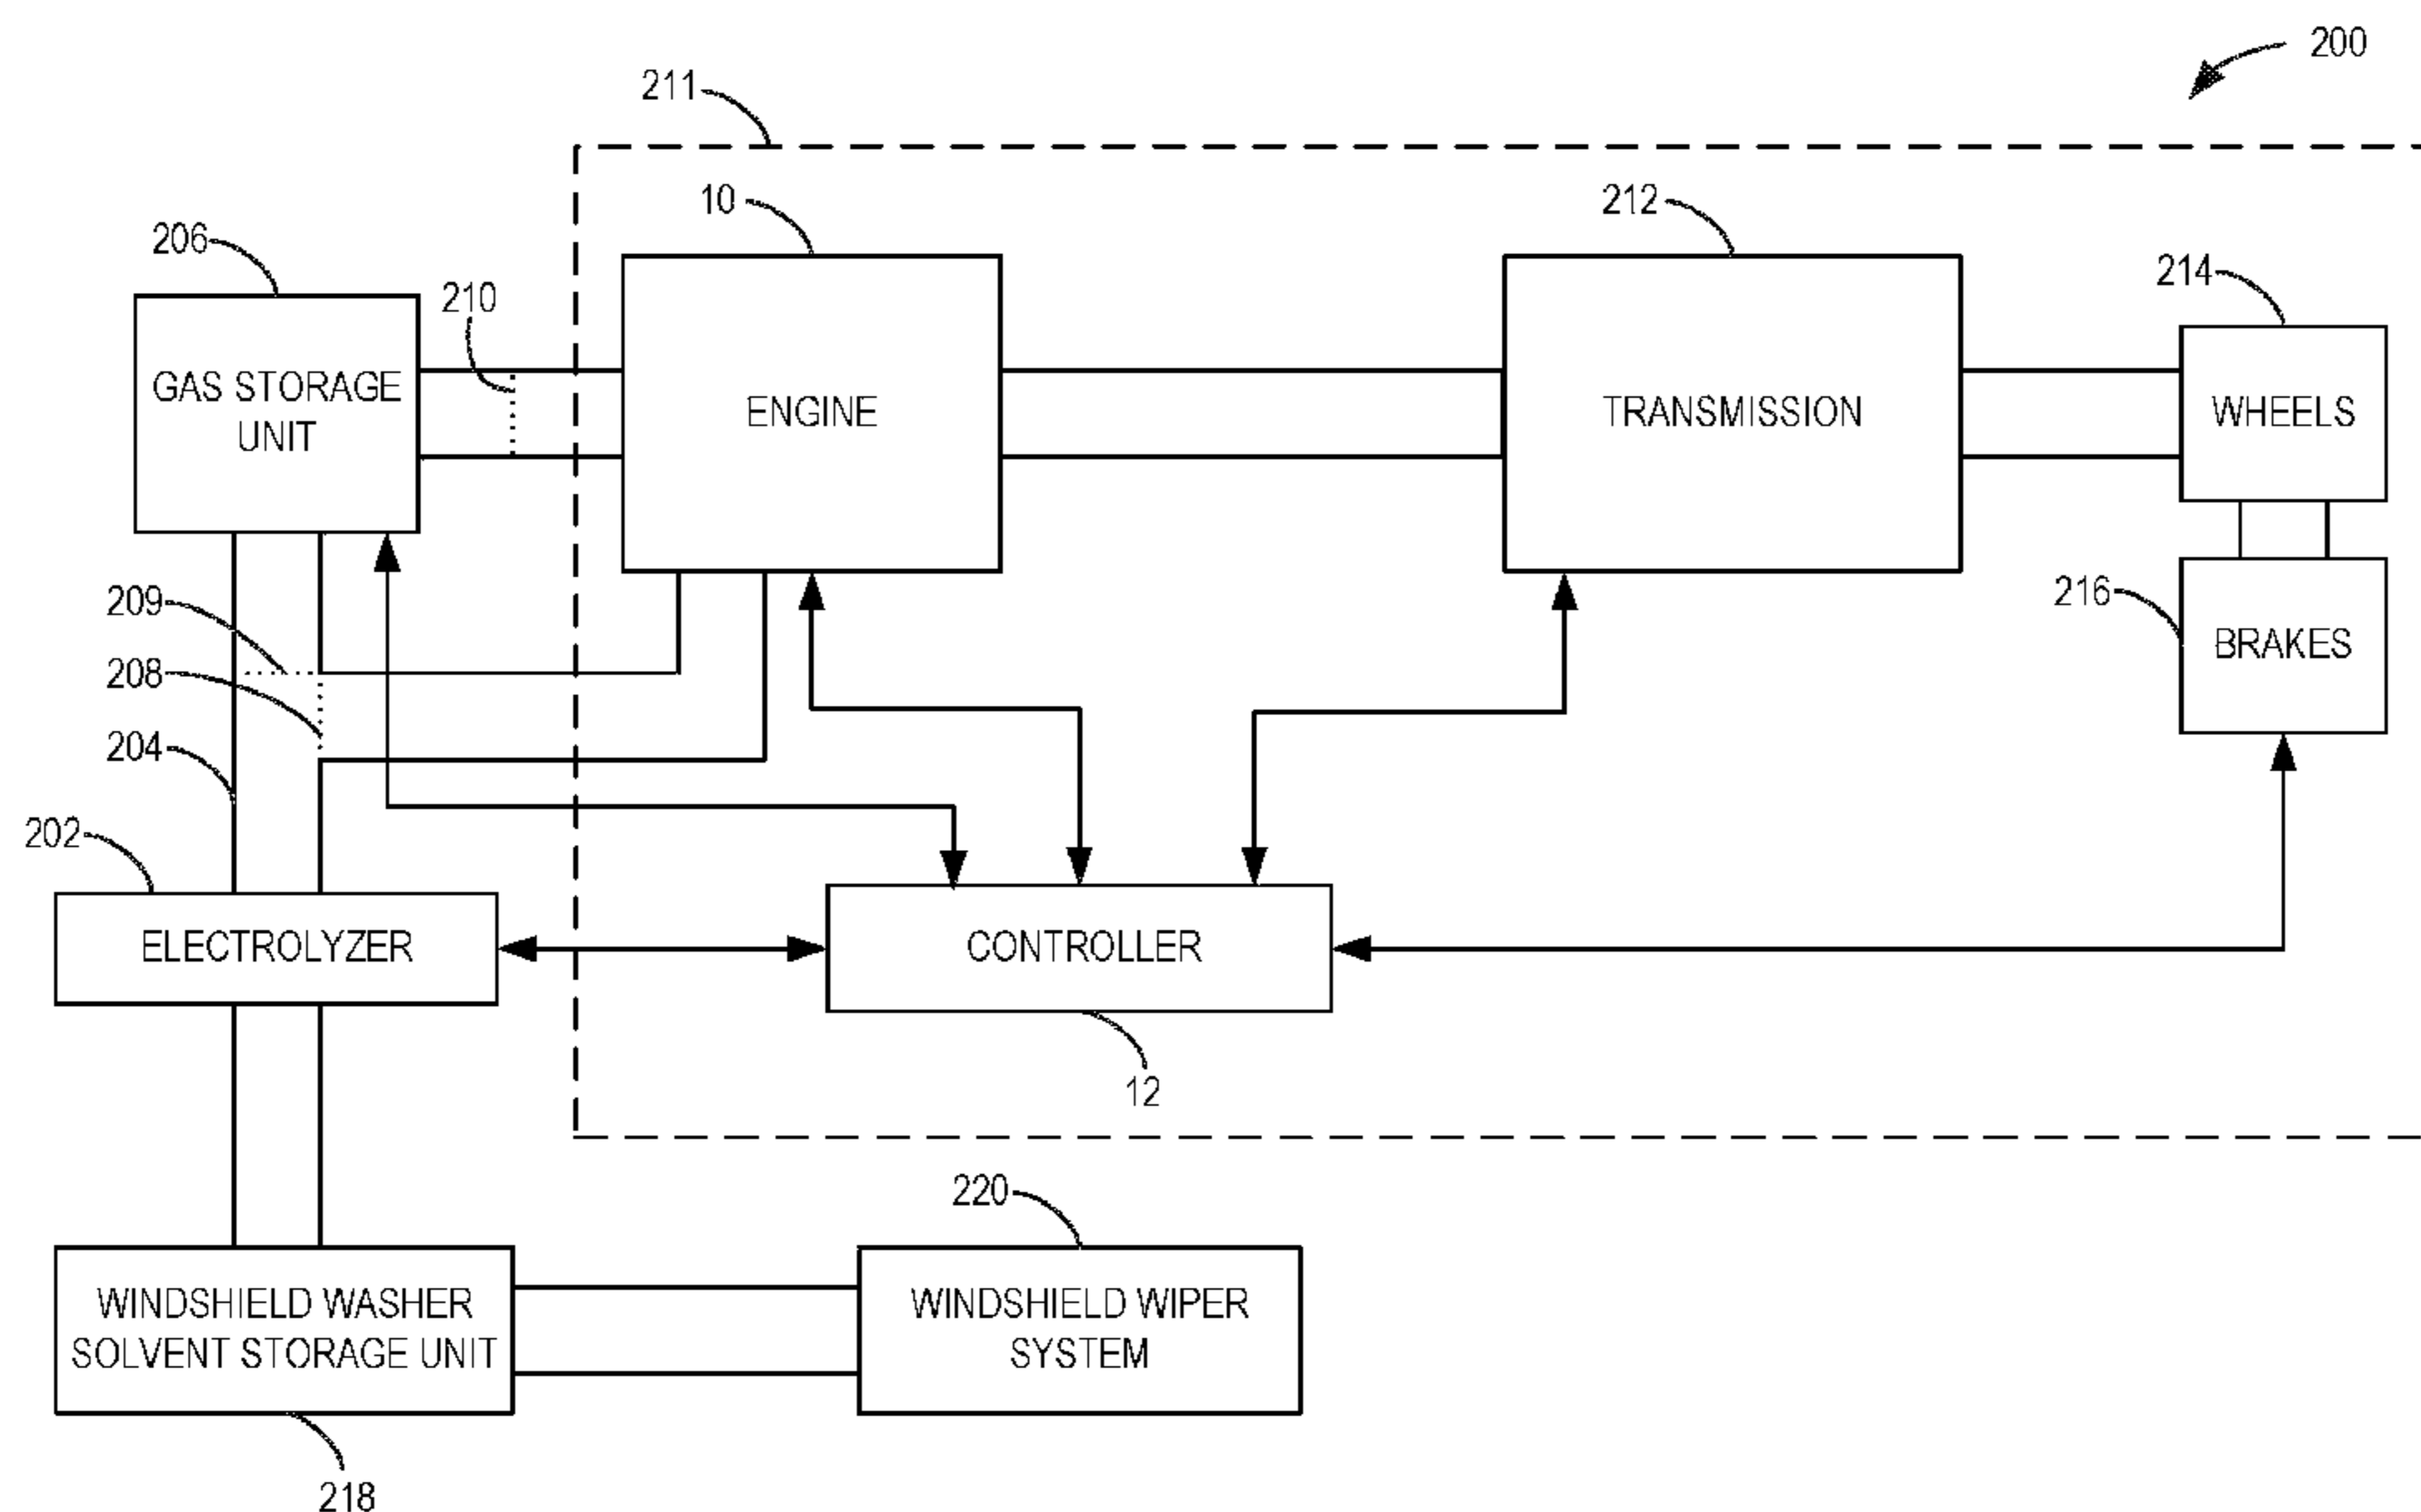 200
211
10
212
206
210
214
GAS STORAGE
UNIT
ENGINE
TRANSMISSION
WHEELS
209
216
BRAKES
208
204
202
ELECTROLYZER
CONTROLLER
12
220
WINDSHIELD WASHER
SOLVENT STORAGE UNIT
WINDSHIELD WIPER
SYSTEM
218